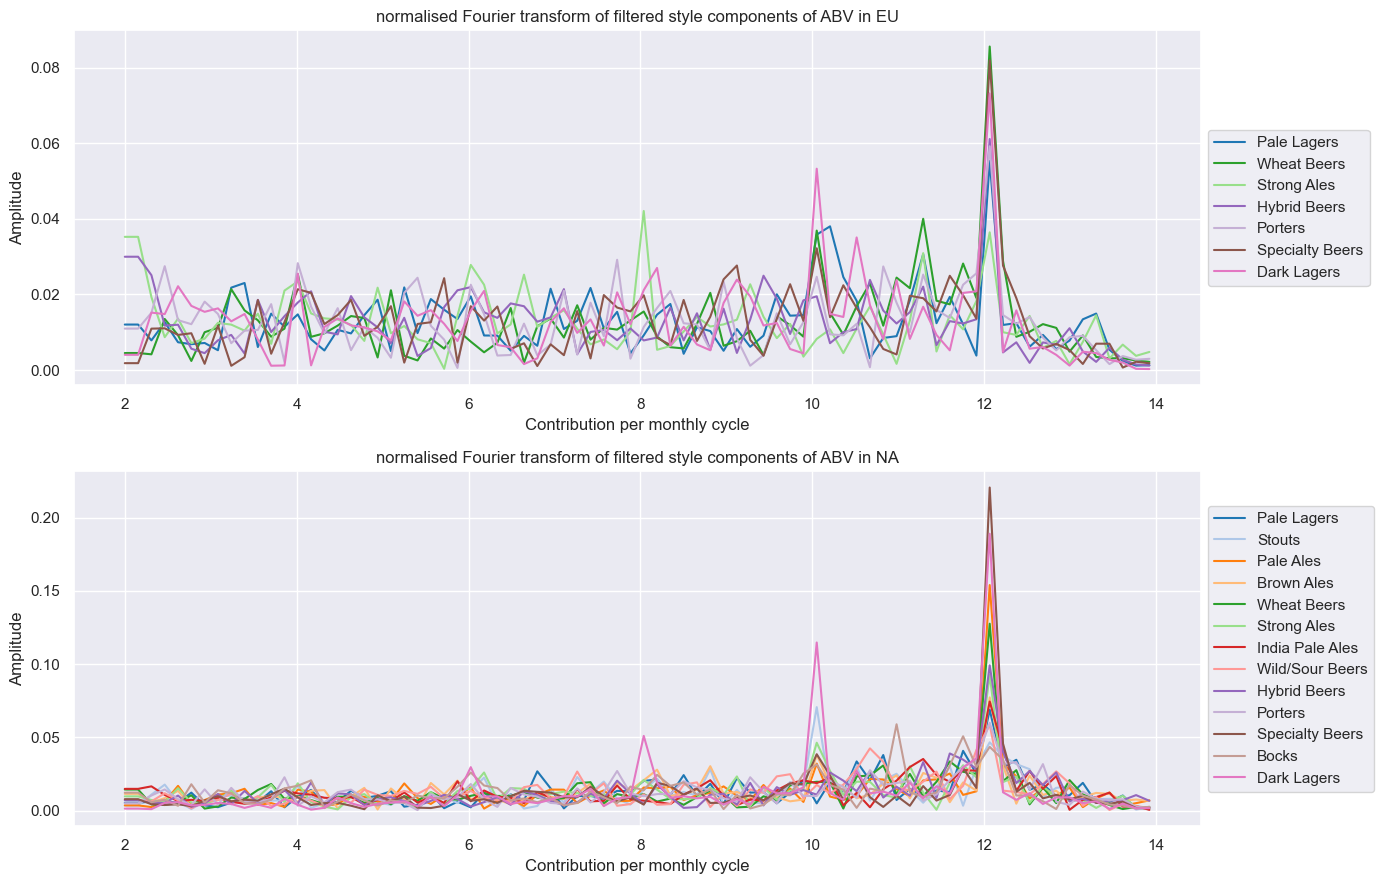 normalised Fourier transform of filtered style components of ABV in EU
0.08
0.06
0.04
0.02
0.00
Amplitude
2 4 6 8 10 12 14
Contribution per monthly cycle
Pale Lagers
Wheat Beers
Strong Ales
Hybrid Beers
Porters
Specialty Beers
Dark Lagers
normalised Fourier transform of filtered style components of ABV in NA
0.20
0.15
0.10
0.05
0.00
Amplitude
2 4 6 8 10 12 14
Contribution per monthly cycle
Pale Lagers
Stouts
Pale Ales
Brown Ales
Wheat Beers
Strong Ales
India Pale Ales
Wild/Sour Beers
Hybrid Beers
Porters
Specialty Beers
Bocks
Dark Lagers